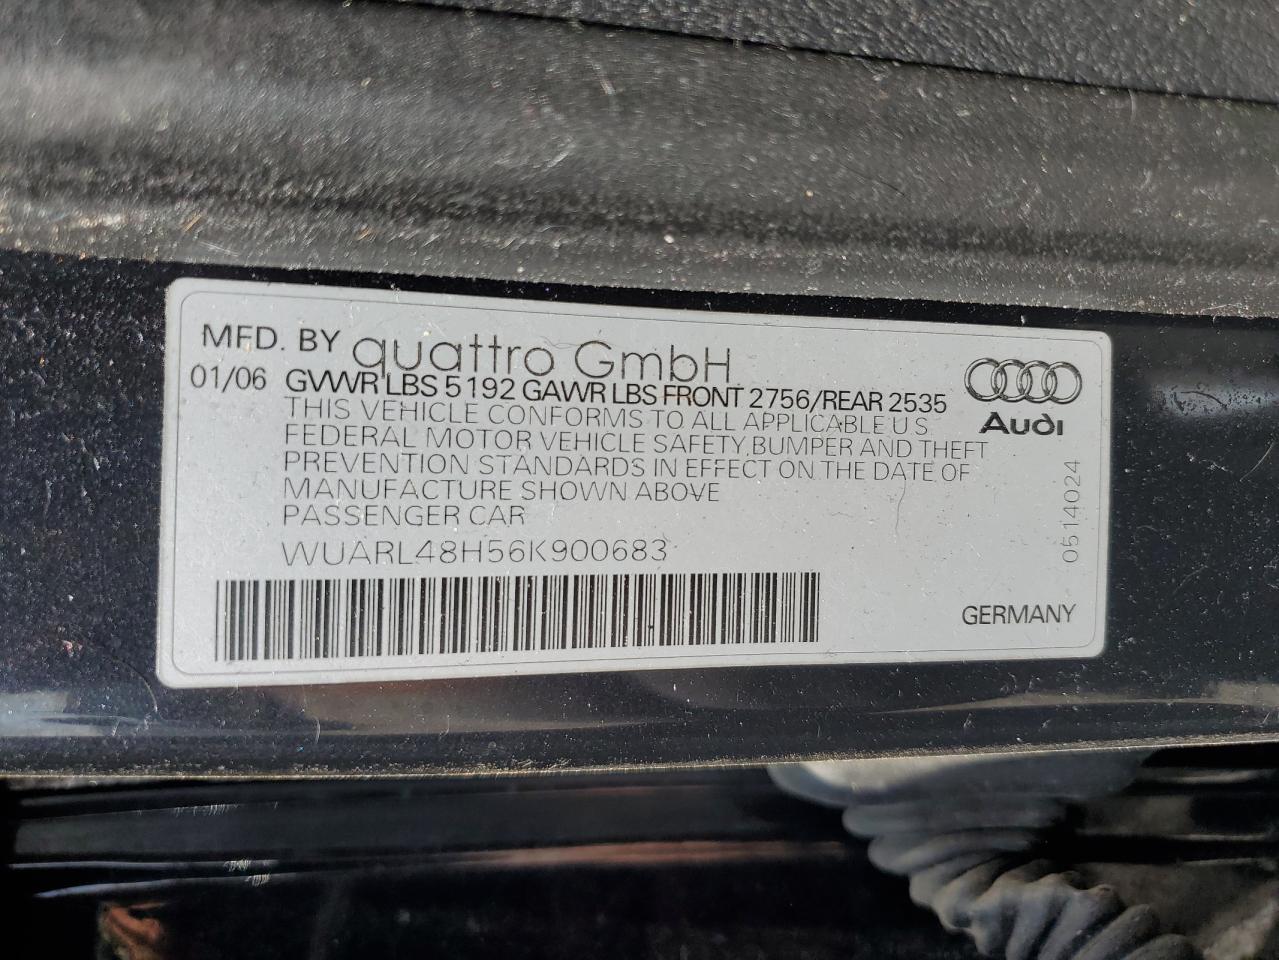 MFD. BY quattro GmbH
01/06 GVWR LBS 5192 GAWR LBS FRONT 2756/REAR 2535
THIS VEHICLE CONFORMS TO ALL APPLICABLE U.S.
FEDERAL MOTOR VEHICLE SAFETY, BUMPER AND THEFT
PREVENTION STANDARDS IN EFFECT ON THE DATE OF
MANUFACTURE SHOWN ABOVE
PASSENGER CAR
WUARL48H56K900683
Audi
0514024
GERMANY